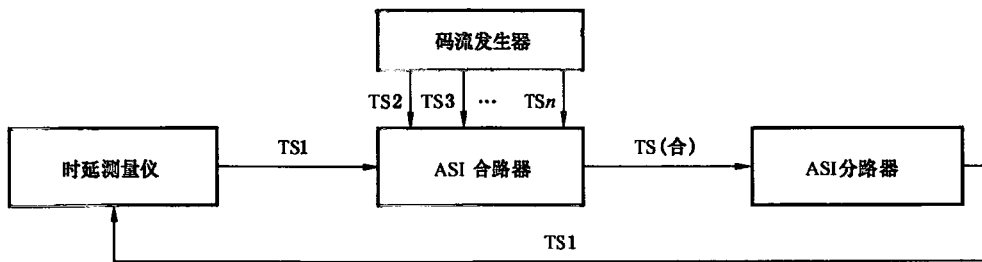 码流发生器
TS2 TS3 … TSn
时延测量仪
TS1
ASI 合路器
TS(合)
ASI分路器
TS1